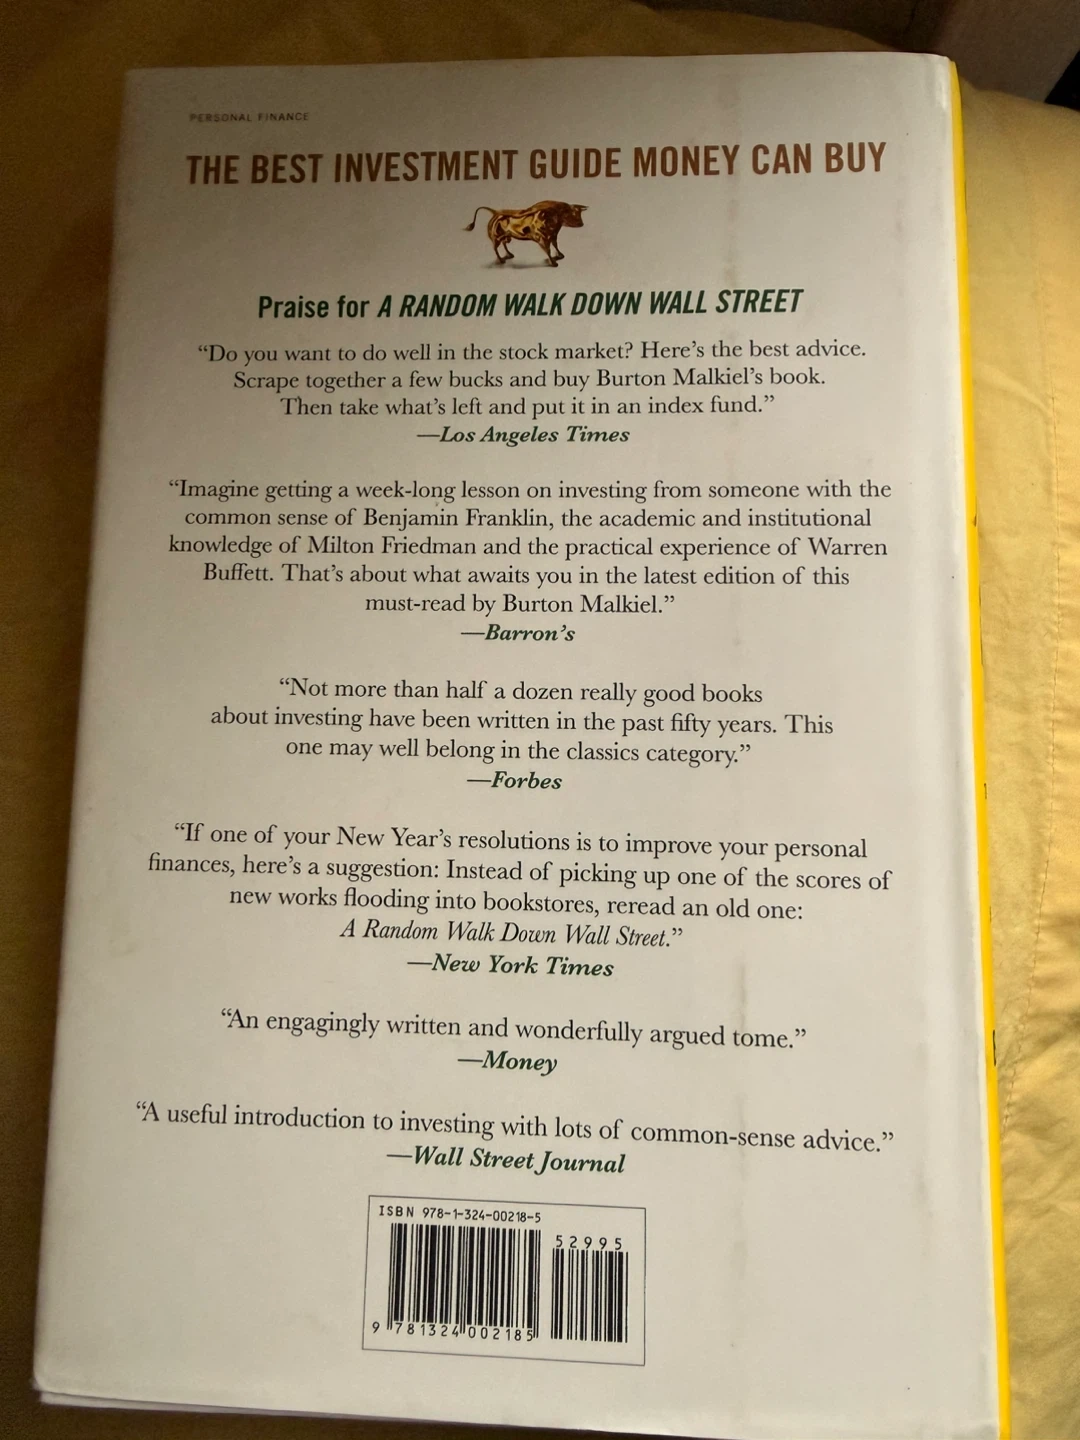 PERSONAL FINANCE
THE BEST INVESTMENT GUIDE MONEY CAN BUY
Praise for A RANDOM WALK DOWN WALL STREET
“Do you want to do well in the stock market? Here’s the best advice.
Scrape together a few bucks and buy Burton Malkiel’s book.
Then take what’s left and put it in an index fund.”
—Los Angeles Times
“Imagine getting a week-long lesson on investing from someone with the
common sense of Benjamin Franklin, the academic and institutional
knowledge of Milton Friedman and the practical experience of Warren
Buffett. That’s about what awaits you in the latest edition of this
must-read by Burton Malkiel.”
—Barron’s
“Not more than half a dozen really good books
about investing have been written in the past fifty years. This
one may well belong in the classics category.”
—Forbes
“If one of your New Year’s resolutions is to improve your personal
finances, here’s a suggestion: Instead of picking up one of the scores of
new works flooding into bookstores, reread an old one:
A Random Walk Down Wall Street.”
—New York Times
“An engagingly written and wonderfully argued tome.”
—Money
“A useful introduction to investing with lots of common-sense advice.”
—Wall Street Journal
ISBN 978-1-324-00218-5
52995
9 781324 002185